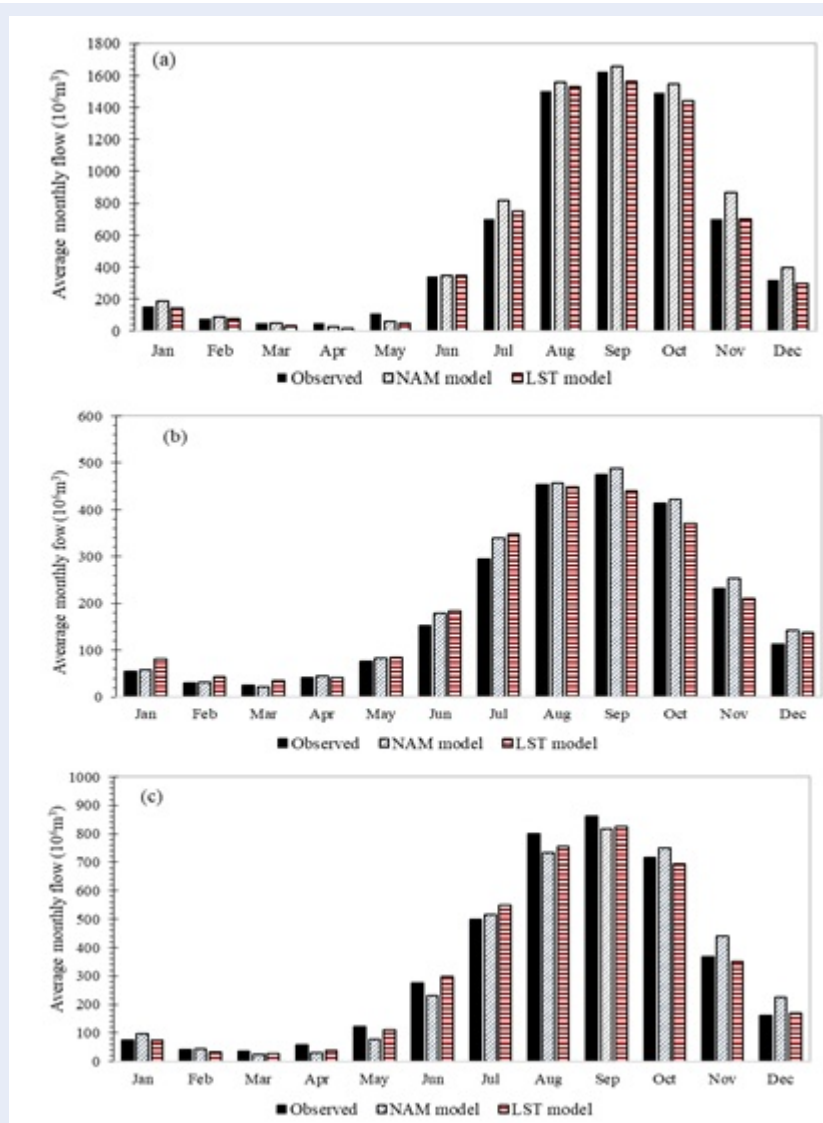 (a)
Average monthly flow (10⁶m³)
1800
1600
1400
1200
1000
800
600
400
200
0
Jan Feb Mar Apr May Jun Jul Aug Sep Oct Nov Dec
Observed NAM model LST model
(b)
Avearage monthly fow (10⁶m³)
600
500
400
300
200
100
0
Jan Feb Mar Apr May Jun Jul Aug Sep Oct Nov Dec
Observed NAM model LST model
(c)
Average monthly flow (10⁶m³)
1000
900
800
700
600
500
400
300
200
100
0
Jan Feb Mar Apr May Jun Jul Aug Sep Oct Nov Dec
Observed NAM model LST model